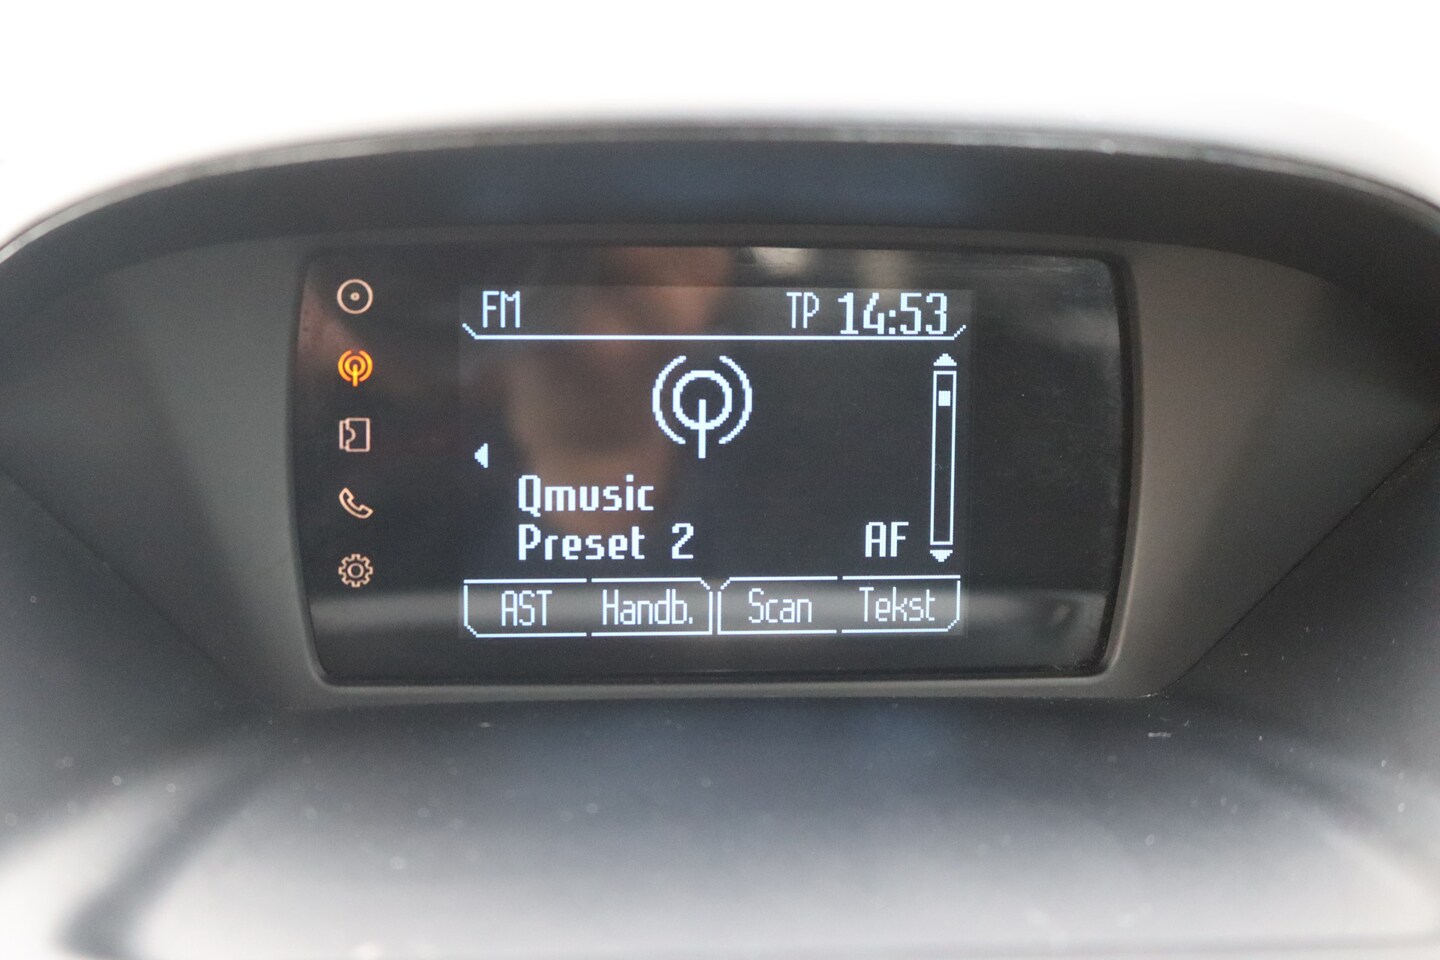 FM TP 14:53
Qmusic
Preset 2 AF
AST Handb. Scan Tekst